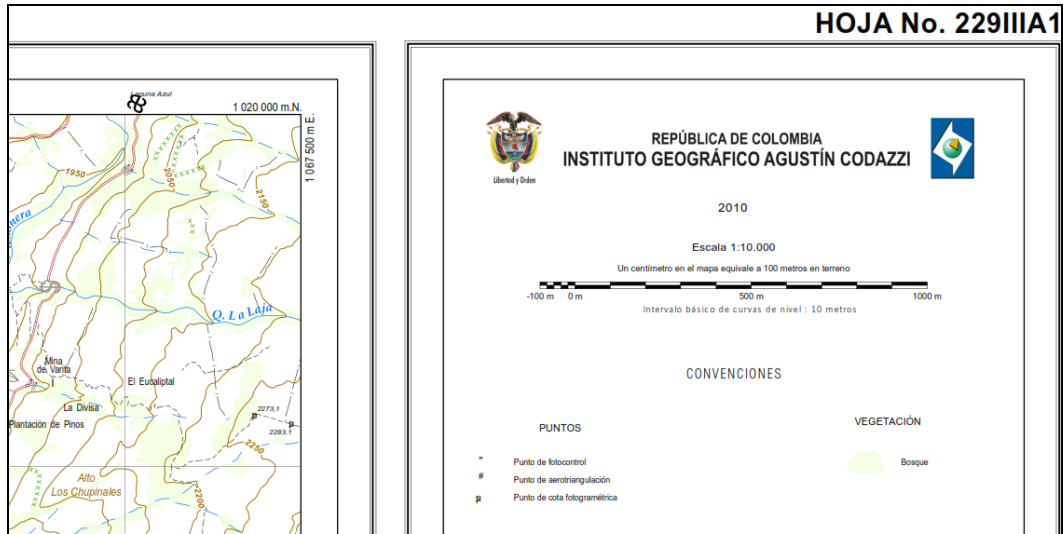 HOJA No. 229IIIA1
Laguna Azul
1 020 000 m.N.
1 067 500 m E.
1950
2050
2150
Q. La Laja
Mina
de Varita
El Eucaliptal
La Divisa
Plantación de Pinos
2273,1
2283,1
2250
Alto
Los Chupinales
2200
REPÚBLICA DE COLOMBIA
INSTITUTO GEOGRÁFICO AGUSTÍN CODAZZI
Libertad y Orden
2010
Escala 1:10.000
Un centímetro en el mapa equivale a 100 metros en terreno
-100 m 0 m 500 m 1000 m
Intervalo básico de curvas de nivel : 10 metros
CONVENCIONES
PUNTOS
VEGETACIÓN
" Punto de fotocontrol
Bosque
# Punto de aerotriangulación
p Punto de cota fotogramétrica